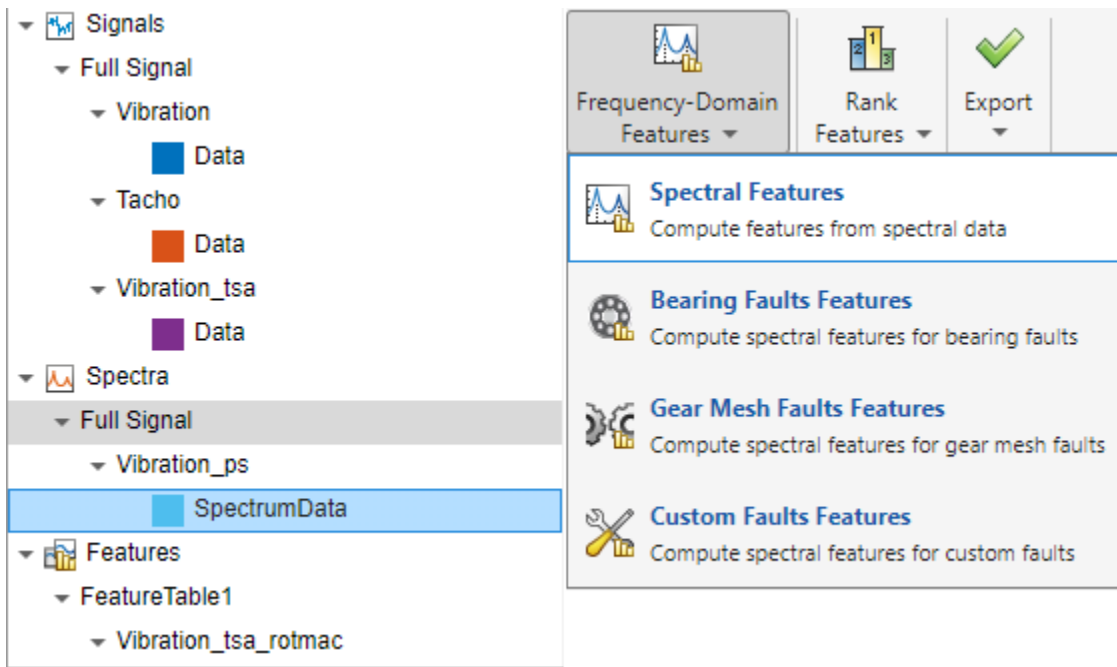 Signals
Full Signal
Vibration
Data
Tacho
Data
Vibration_tsa
Data
Spectra
Full Signal
Vibration_ps
SpectrumData
Features
FeatureTable1
Vibration_tsa_rotmac
Frequency-Domain
Features
2 1 3
Rank
Features
Export
Spectral Features
Compute features from spectral data
Bearing Faults Features
Compute spectral features for bearing faults
Gear Mesh Faults Features
Compute spectral features for gear mesh faults
Custom Faults Features
Compute spectral features for custom faults